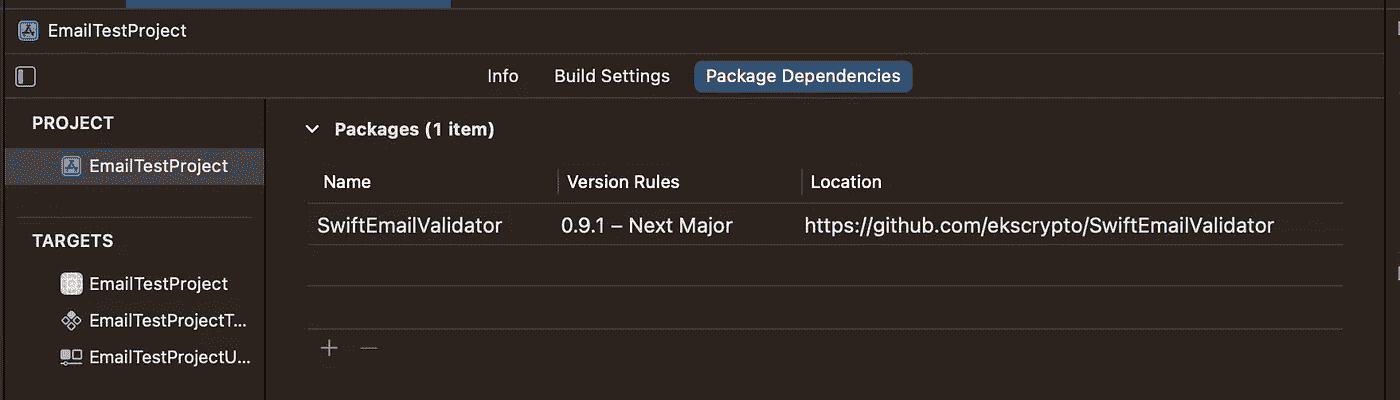 EmailTestProject
Info Build Settings Package Dependencies
PROJECT
EmailTestProject
TARGETS
EmailTestProject
EmailTestProjectT...
EmailTestProjectU...
Packages (1 item)
Name Version Rules Location
SwiftEmailValidator 0.9.1 – Next Major https://github.com/ekscrypto/SwiftEmailValidator